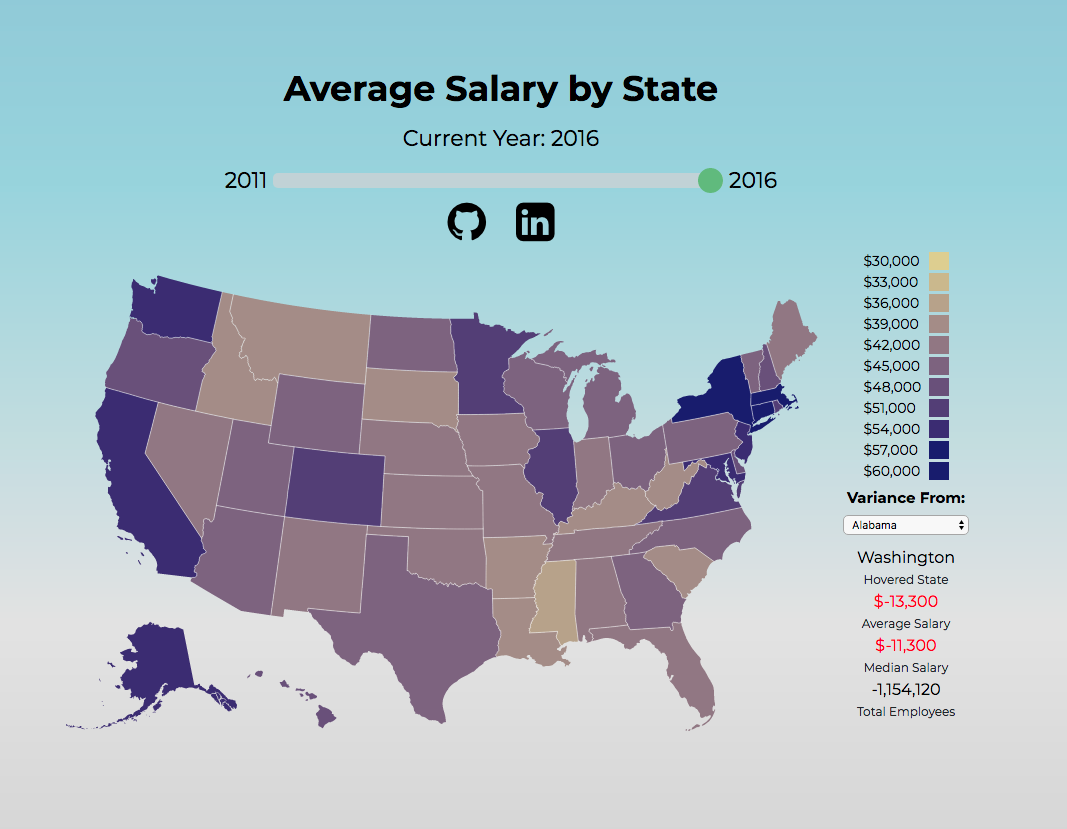 Average Salary by State
Current Year: 2016
2011 2016
in
$30,000
$33,000
$36,000
$39,000
$42,000
$45,000
$48,000
$51,000
$54,000
$57,000
$60,000
Variance From:
Alabama
Washington
Hovered State
$-13,300
Average Salary
$-11,300
Median Salary
-1,154,120
Total Employees